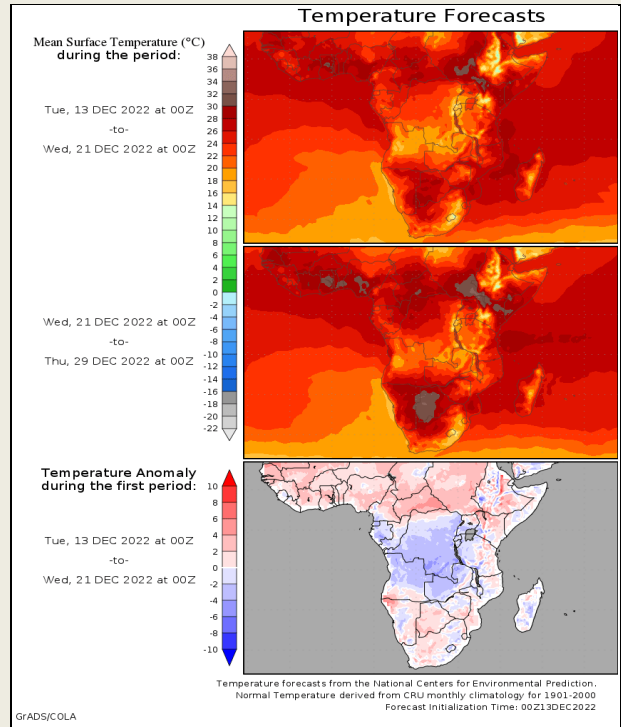 Temperature Forecasts
Mean Surface Temperature (°C)
during the period:
Tue, 13 DEC 2022 at 00Z
-to-
Wed, 21 DEC 2022 at 00Z
38
36
34
32
30
28
26
24
22
20
18
16
14
12
10
8
6
4
2
0
-2
-4
-6
-8
-10
-12
-14
-16
-18
-20
-22
Wed, 21 DEC 2022 at 00Z
-to-
Thu, 29 DEC 2022 at 00Z
Temperature Anomaly
during the first period:
Tue, 13 DEC 2022 at 00Z
-to-
Wed, 21 DEC 2022 at 00Z
10
8
6
4
2
0
-2
-4
-6
-8
-10
Temperature forecasts from the National Centers for Environmental Prediction.
Normal Temperature derived from CRU monthly climatology for 1901-2000
Forecast Initialization Time: 00Z13DEC2022
GrADS/COLA